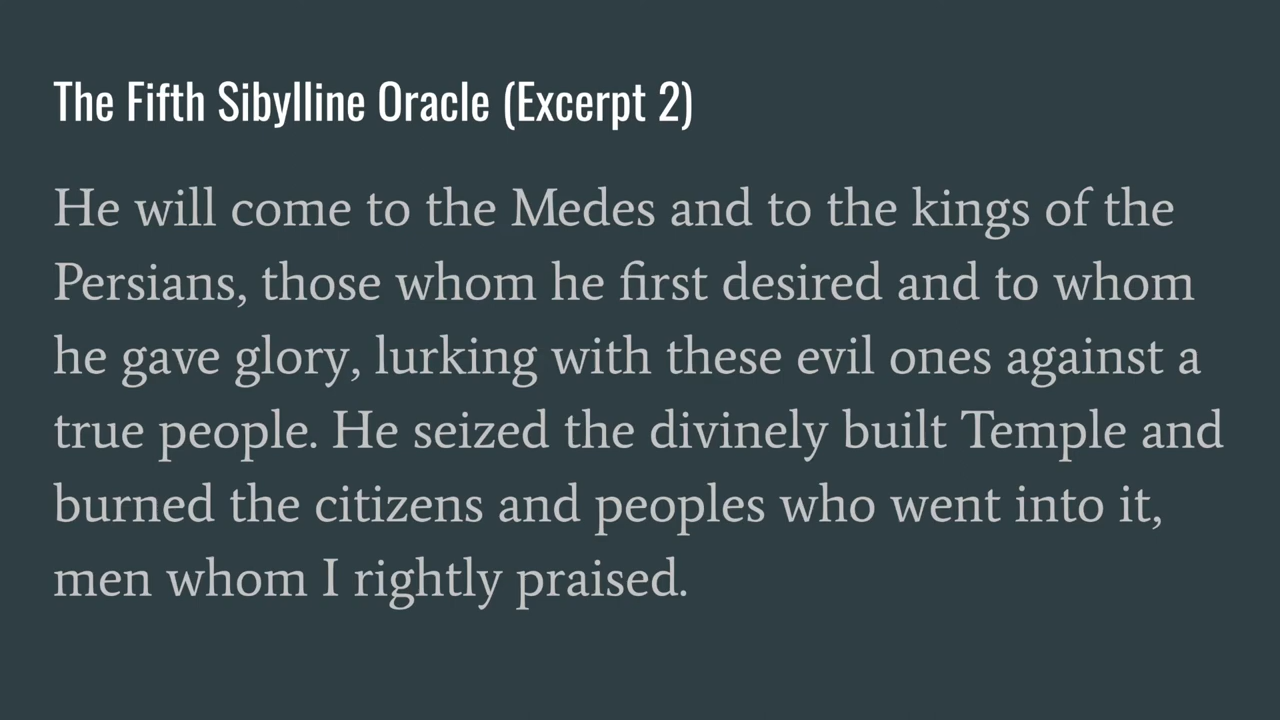 The Fifth Sibylline Oracle (Excerpt 2)
He will come to the Medes and to the kings of the
Persians, those whom he first desired and to whom
he gave glory, lurking with these evil ones against a
true people. He seized the divinely built Temple and
burned the citizens and peoples who went into it,
men whom I rightly praised.